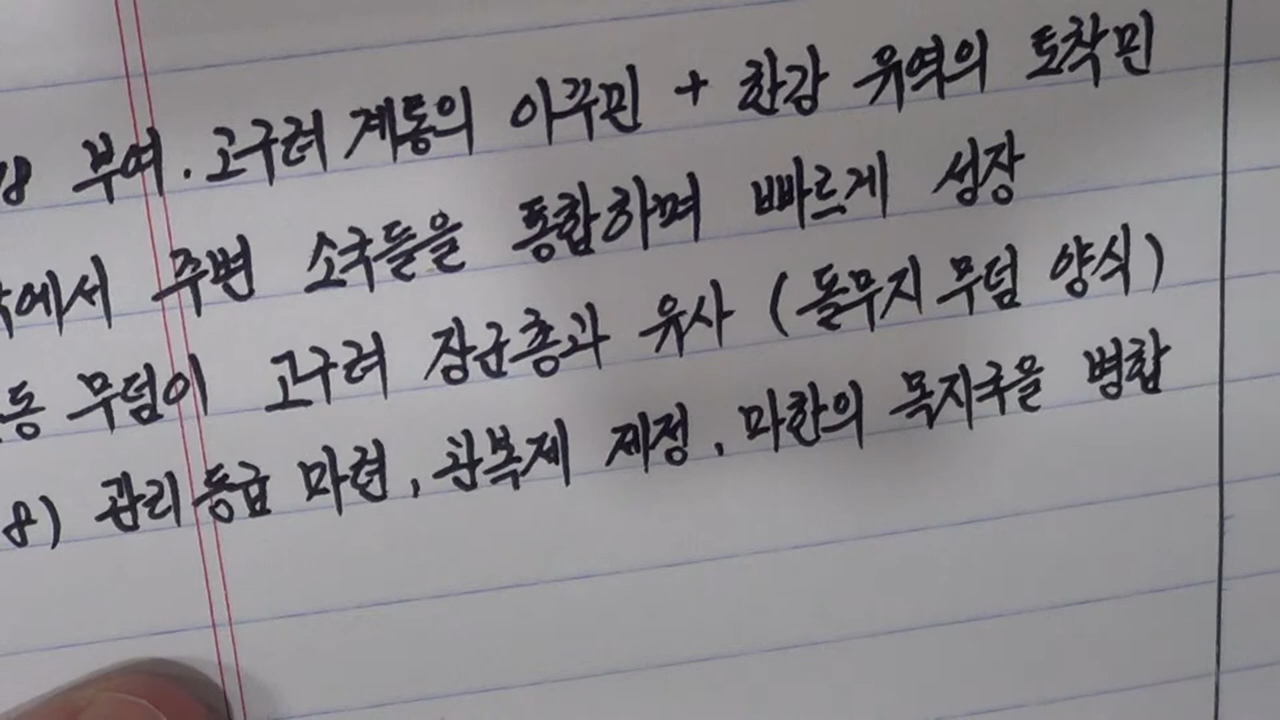 18 부여·고구려 계통의 이주민 + 한강 유역의 토착민
에서 주변 소국들을 통합하며 빠르게 성장
동 무덤이 고구려 장군총과 유사 (돌무지 무덤 양식)
8) 관리 등급 마련, 관복제 제정, 마한의 목지국을 병합